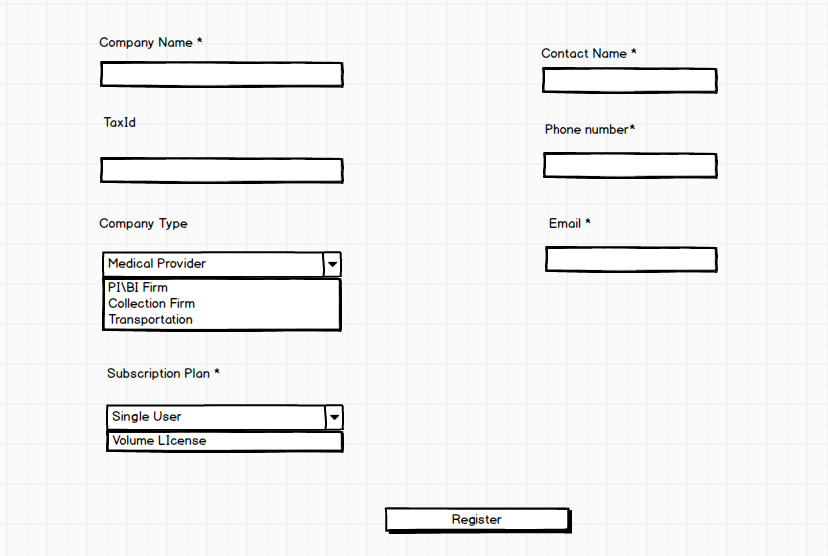 Company Name *
Contact Name *
TaxId
Phone number*
Company Type
Email *
Medical Provider
PI\BI Firm
Collection Firm
Transportation
Subscription Plan *
Single User
Volume LIcense
Register